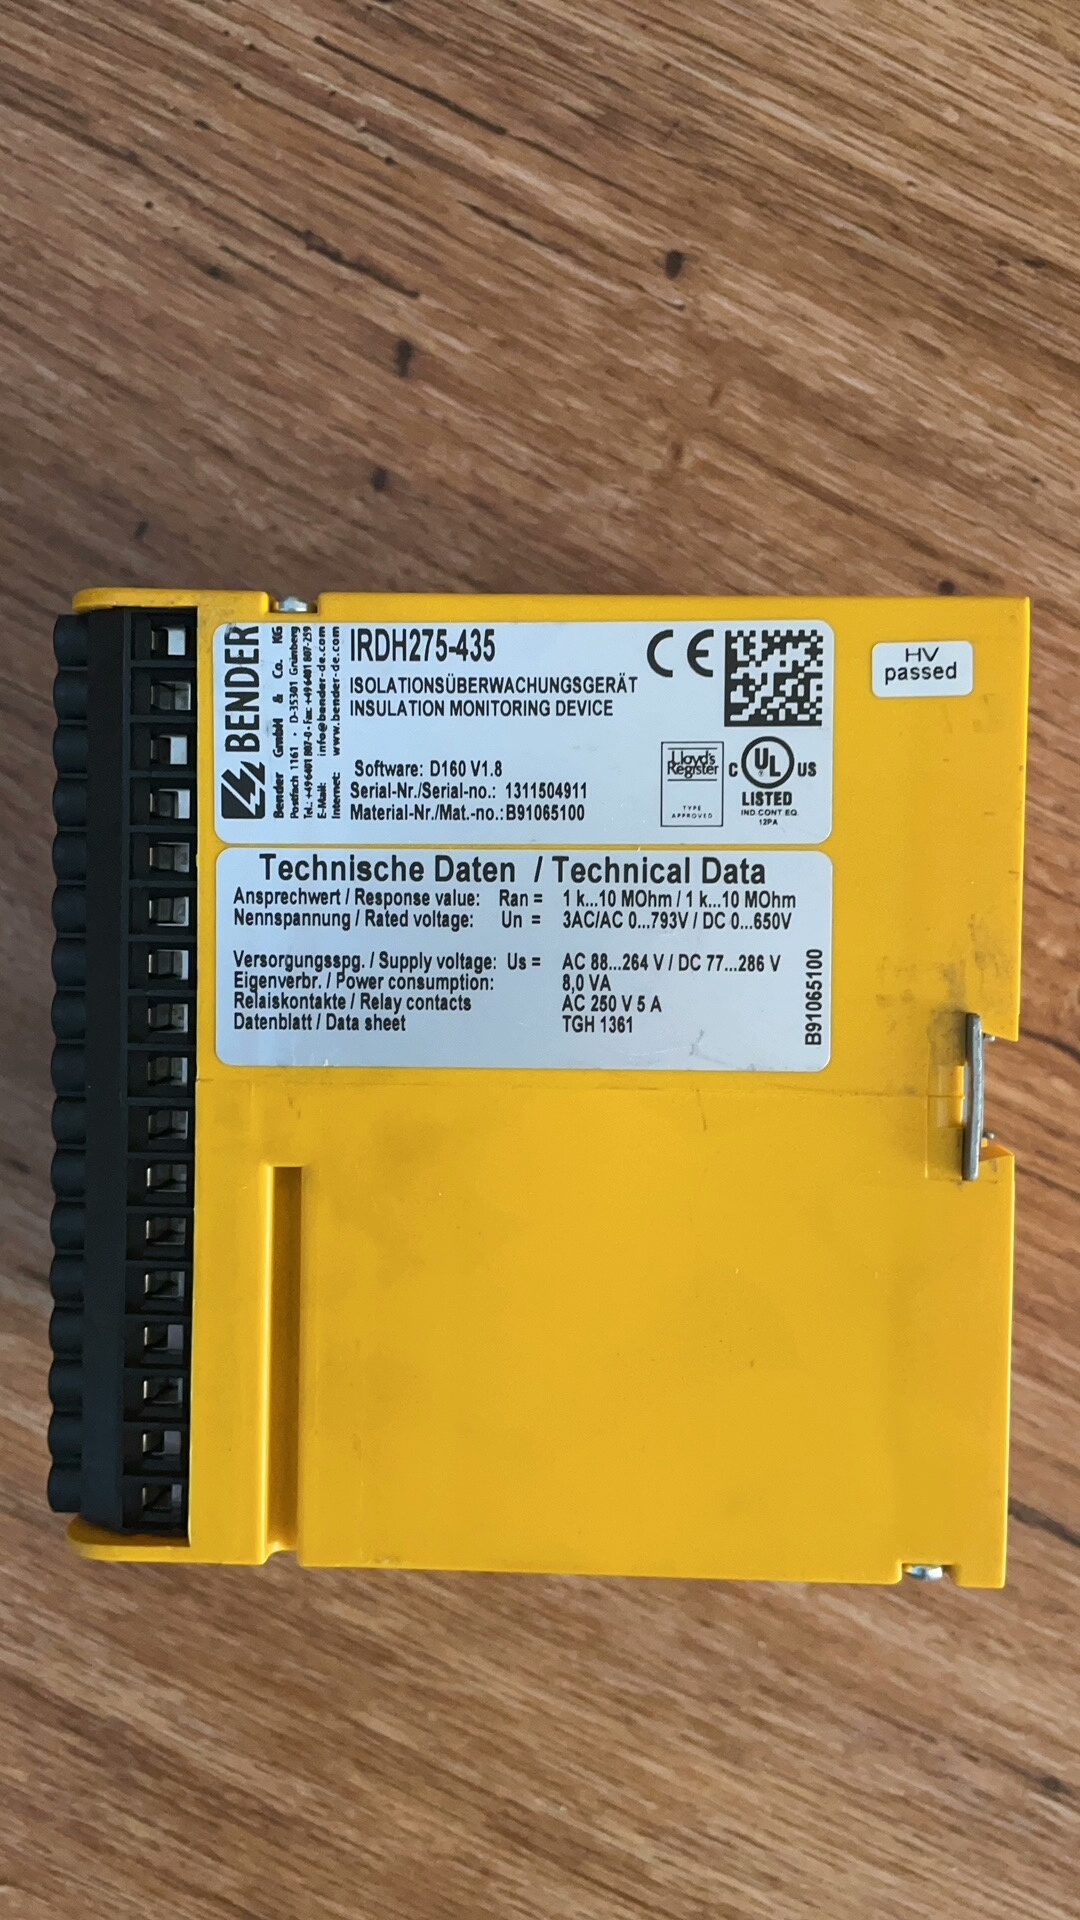 BENDER
Bender GmbH & Co. KG
Postfach 1161 · D-35301 Grünberg
Tel.: +49 6401 807-0 · Fax: +49 6401 807-259
E-Mail: info@bender-de.com
Internet: www.bender-de.com
IRDH275-435
ISOLATIONSÜBERWACHUNGSGERÄT
INSULATION MONITORING DEVICE
Software: D160 V1.8
Serial-Nr./Serial-no.: 1311504911
Material-Nr./Mat.-no.: B91065100
CE
Lloyd's
Register
TYPE
APPROVED
C UL US
LISTED
IND.CONT.EQ.
12PA
HV
passed
Technische Daten / Technical Data
Ansprechwert / Response value: Ran = 1 k...10 MOhm / 1 k...10 MOhm
Nennspannung / Rated voltage: Un = 3AC/AC 0...793V / DC 0...650V
Versorgungsspg. / Supply voltage: Us = AC 88...264 V / DC 77...286 V
Eigenverbr. / Power consumption: 8,0 VA
Relaiskontakte / Relay contacts AC 250 V 5 A
Datenblatt / Data sheet TGH 1361
B91065100